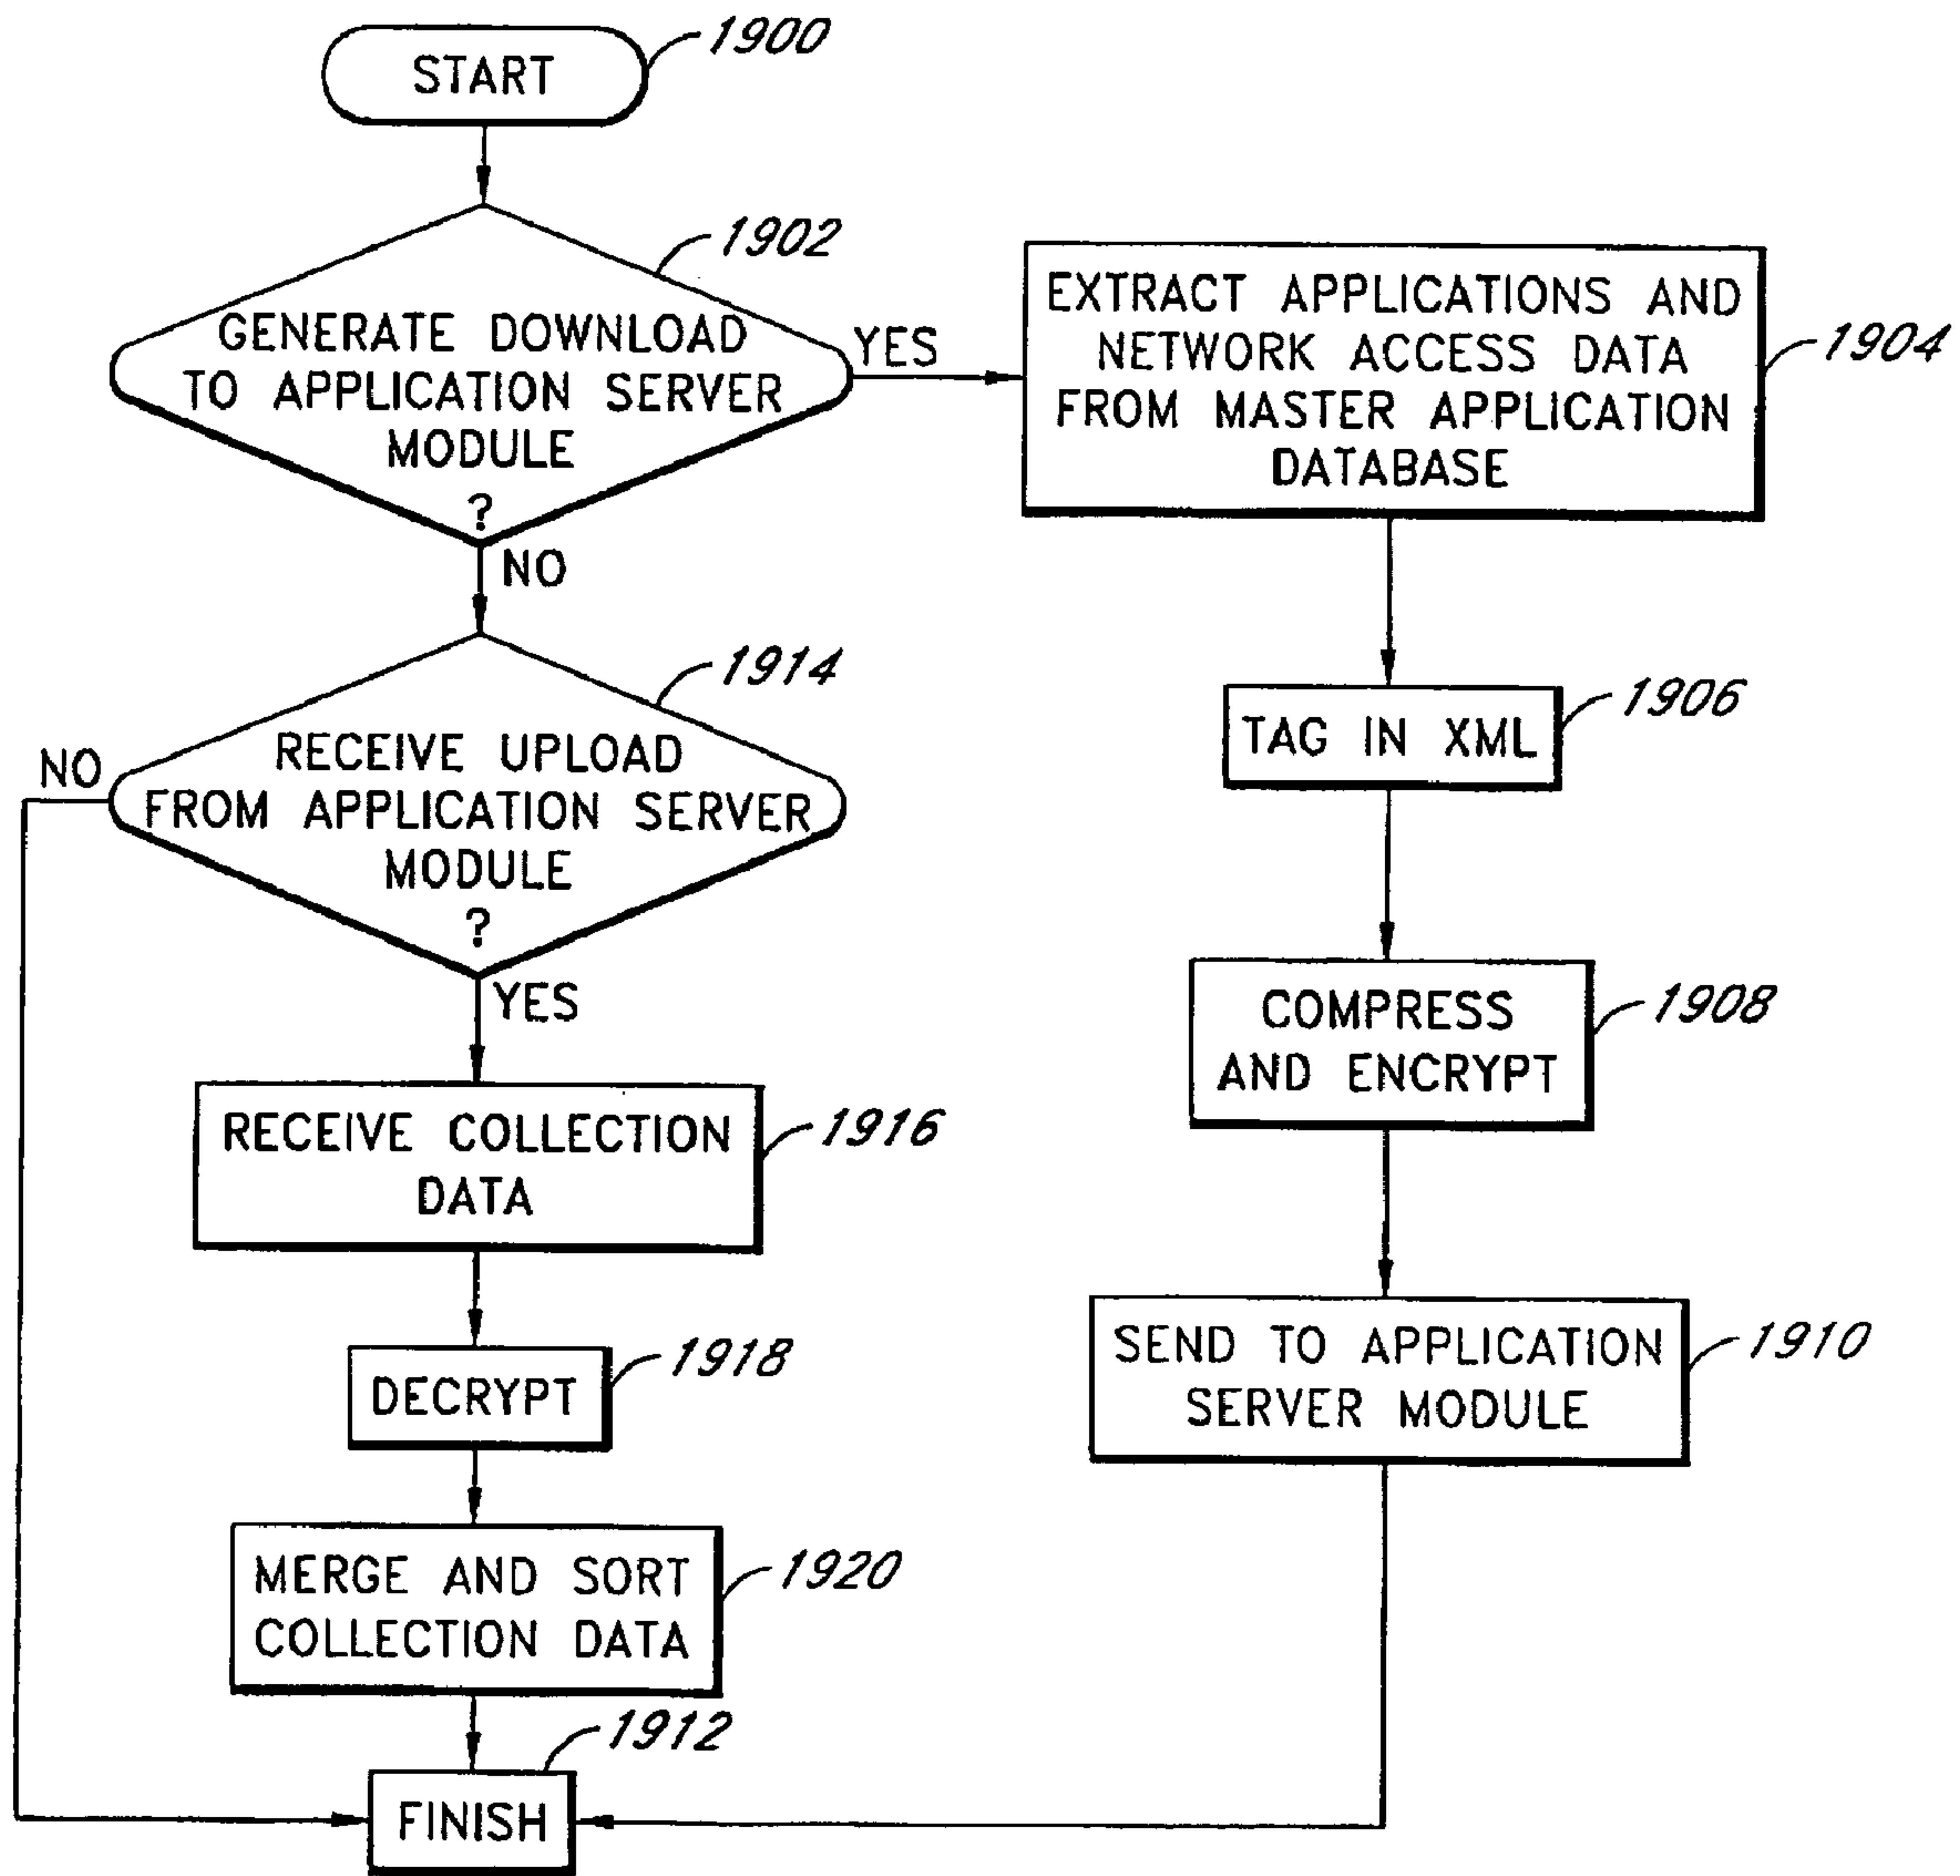 START
1900
1902
GENERATE DOWNLOAD
TO APPLICATION SERVER
MODULE
?
YES
NO
EXTRACT APPLICATIONS AND
NETWORK ACCESS DATA
FROM MASTER APPLICATION
DATABASE
1904
TAG IN XML
1906
COMPRESS
AND ENCRYPT
1908
SEND TO APPLICATION
SERVER MODULE
1910
1914
RECEIVE UPLOAD
FROM APPLICATION SERVER
MODULE
?
NO
YES
RECEIVE COLLECTION
DATA
1916
DECRYPT
1918
MERGE AND SORT
COLLECTION DATA
1920
FINISH
1912